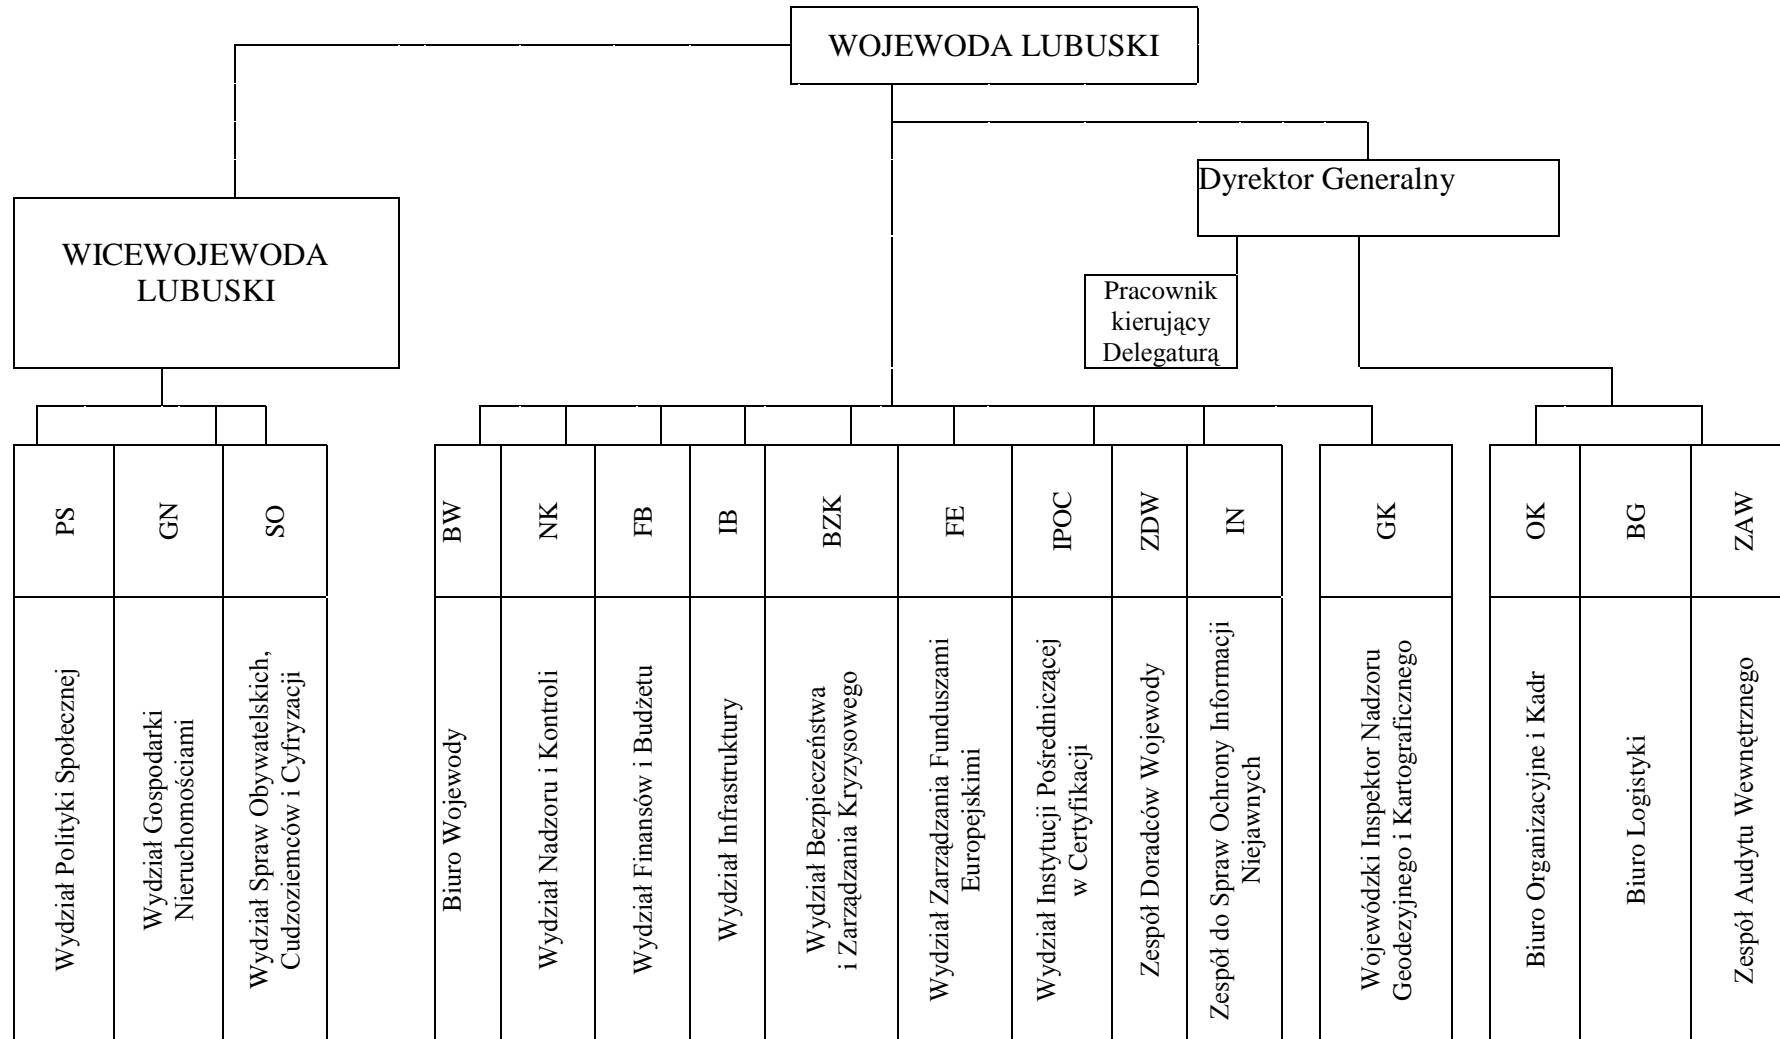 WOJEWODA LUBUSKI
Dyrektor Generalny
WICEWOJEWODA
LUBUSKI
Pracownik
kierujący
Delegaturą
PS
GN
SO
BW
NK
FB
IB
BZK
FE
IPOC
ZDW
IN
GK
OK
BG
ZAW
Wydział Polityki Społecznej
Wydział Gospodarki
Nieruchomościami
Wydział Spraw Obywatelskich,
Cudzoziemców i Cyfryzacji
Biuro Wojewody
Wydział Nadzoru i Kontroli
Wydział Finansów i Budżetu
Wydział Infrastruktury
Wydział Bezpieczeństwa
i Zarządzania Kryzysowego
Wydział Zarządzania Funduszami
Europejskimi
Wydział Instytucji Pośredniczącej
w Certyfikacji
Zespół Doradców Wojewody
Zespół do Spraw Ochrony Informacji
Niejawnych
Wojewódzki Inspektor Nadzoru
Geodezyjnego i Kartograficznego
Biuro Organizacyjne i Kadr
Biuro Logistyki
Zespół Audytu Wewnętrznego